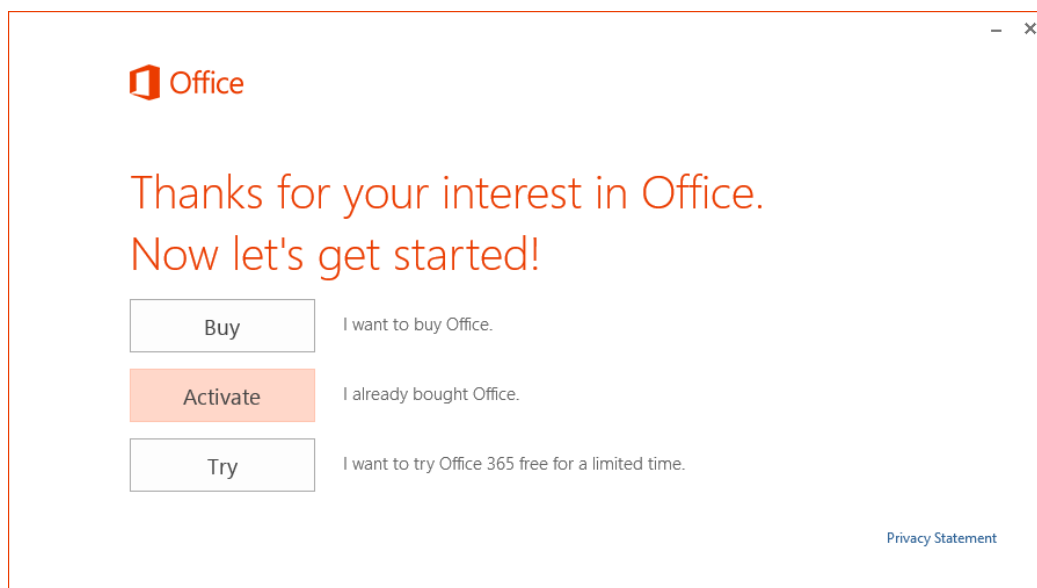 Office
Thanks for your interest in Office.
Now let's get started!
Buy
I want to buy Office.
Activate
I already bought Office.
Try
I want to try Office 365 free for a limited time.
Privacy Statement